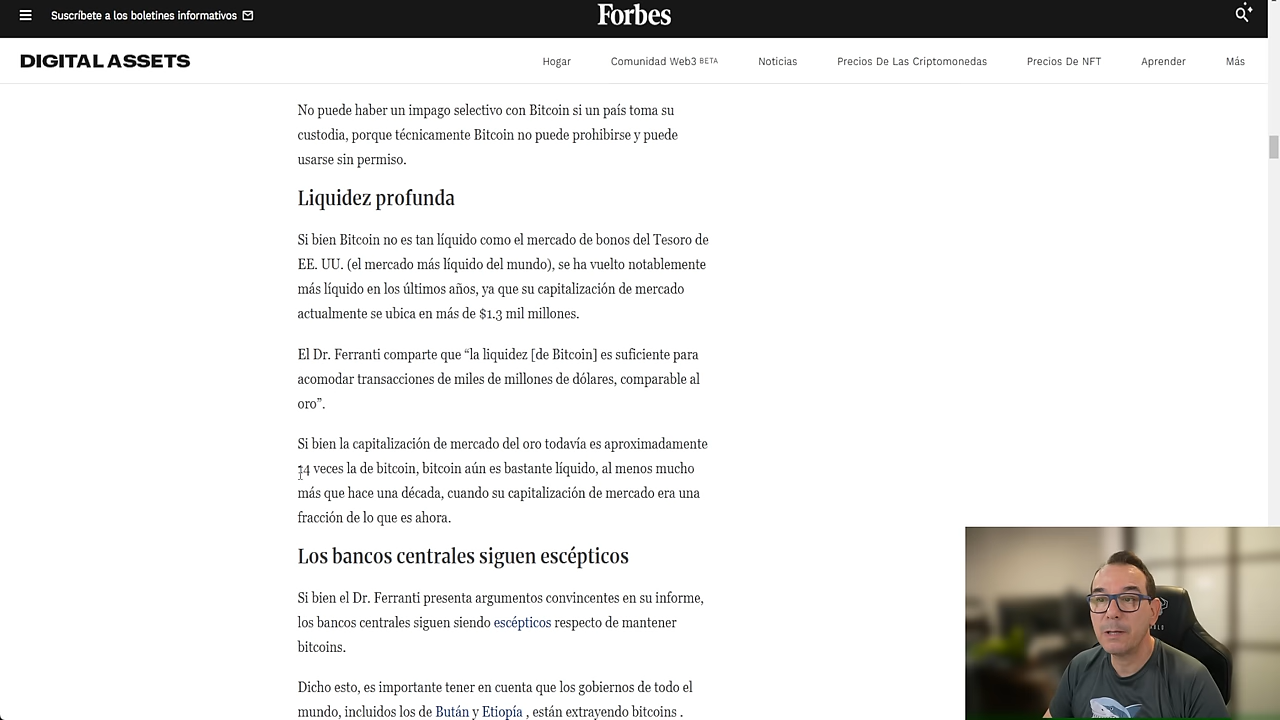 Suscríbete a los boletines informativos
Forbes
DIGITAL ASSETS
Hogar
Comunidad Web3 BETA
Noticias
Precios De Las Criptomonedas
Precios De NFT
Aprender
Más
No puede haber un impago selectivo con Bitcoin si un país toma su
custodia, porque técnicamente Bitcoin no puede prohibirse y puede
usarse sin permiso.
Liquidez profunda
Si bien Bitcoin no es tan líquido como el mercado de bonos del Tesoro de
EE. UU. (el mercado más líquido del mundo), se ha vuelto notablemente
más líquido en los últimos años, ya que su capitalización de mercado
actualmente se ubica en más de $1.3 mil millones.
El Dr. Ferranti comparte que “la liquidez [de Bitcoin] es suficiente para
acomodar transacciones de miles de millones de dólares, comparable al
oro”.
Si bien la capitalización de mercado del oro todavía es aproximadamente
14 veces la de bitcoin, bitcoin aún es bastante líquido, al menos mucho
más que hace una década, cuando su capitalización de mercado era una
fracción de lo que es ahora.
Los bancos centrales siguen escépticos
Si bien el Dr. Ferranti presenta argumentos convincentes en su informe,
los bancos centrales siguen siendo escépticos respecto de mantener
bitcoins.
Dicho esto, es importante tener en cuenta que los gobiernos de todo el
mundo, incluidos los de Bután y Etiopía , están extrayendo bitcoins .